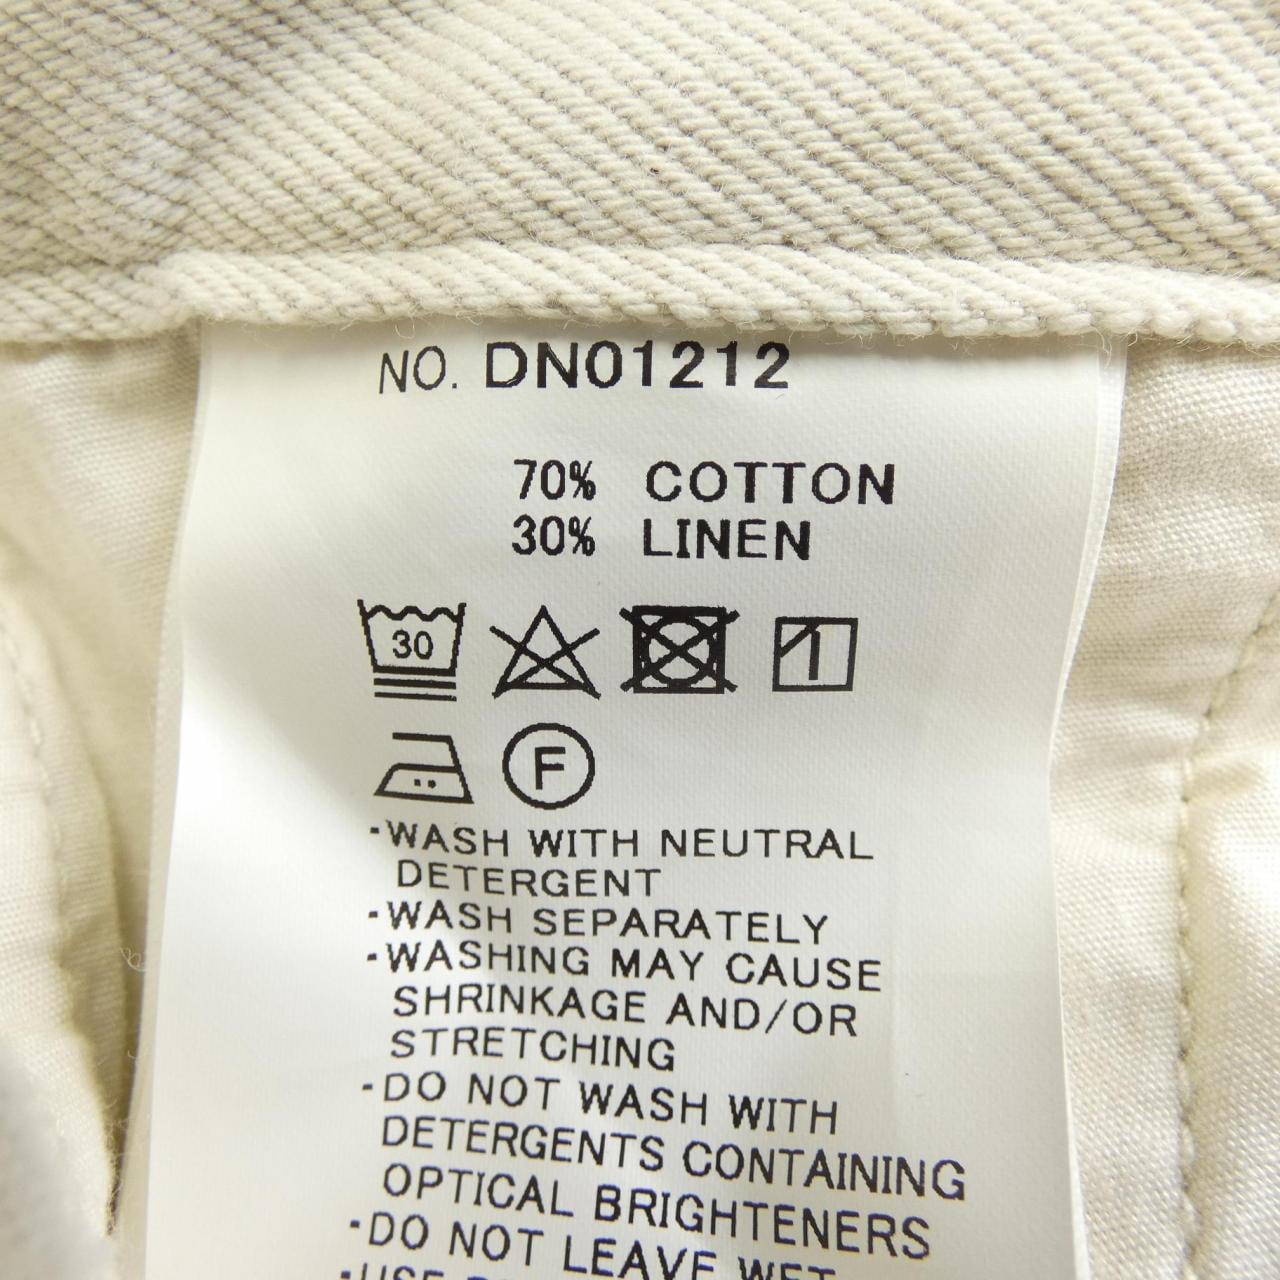 NO. DN01212
70% COTTON
30% LINEN
30
F
-WASH WITH NEUTRAL
DETERGENT
-WASH SEPARATELY
-WASHING MAY CAUSE
SHRINKAGE AND/OR
STRETCHING
-DO NOT WASH WITH
DETERGENTS CONTAINING
OPTICAL BRIGHTENERS
-DO NOT LEAVE WET
-USE